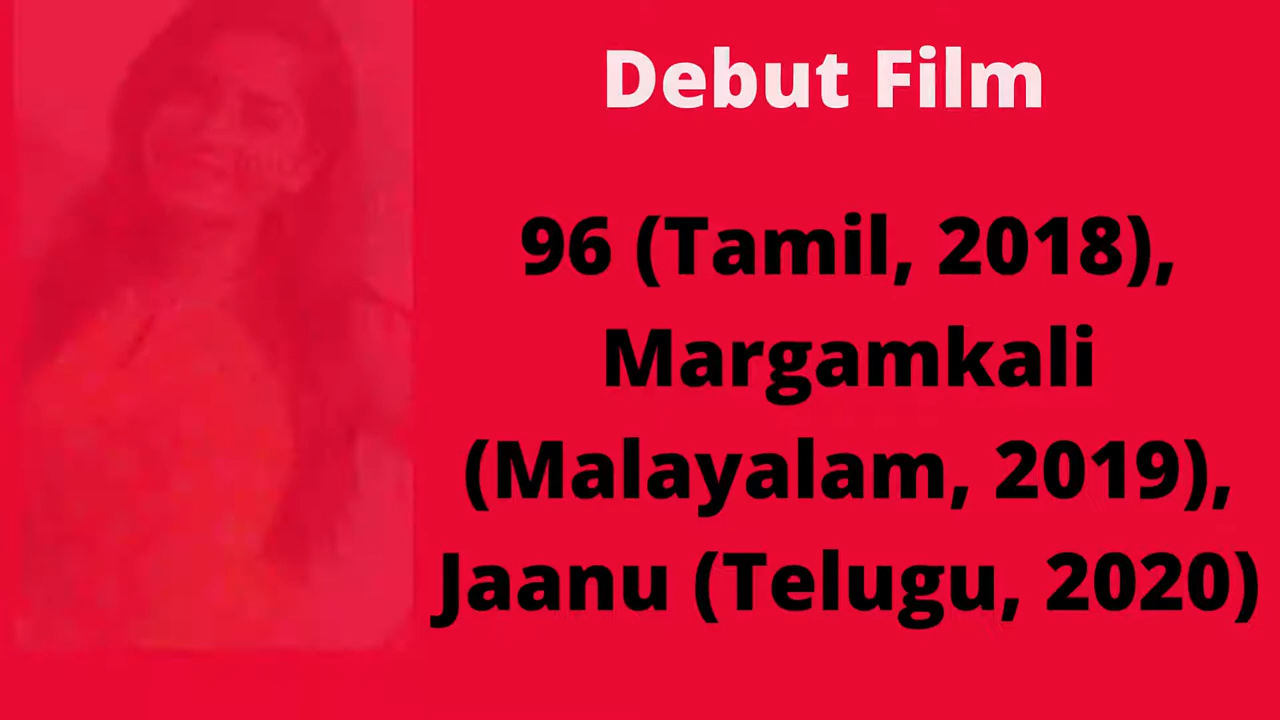 Debut Film
96 (Tamil, 2018),
Margamkali
(Malayalam, 2019),
Jaanu (Telugu, 2020)